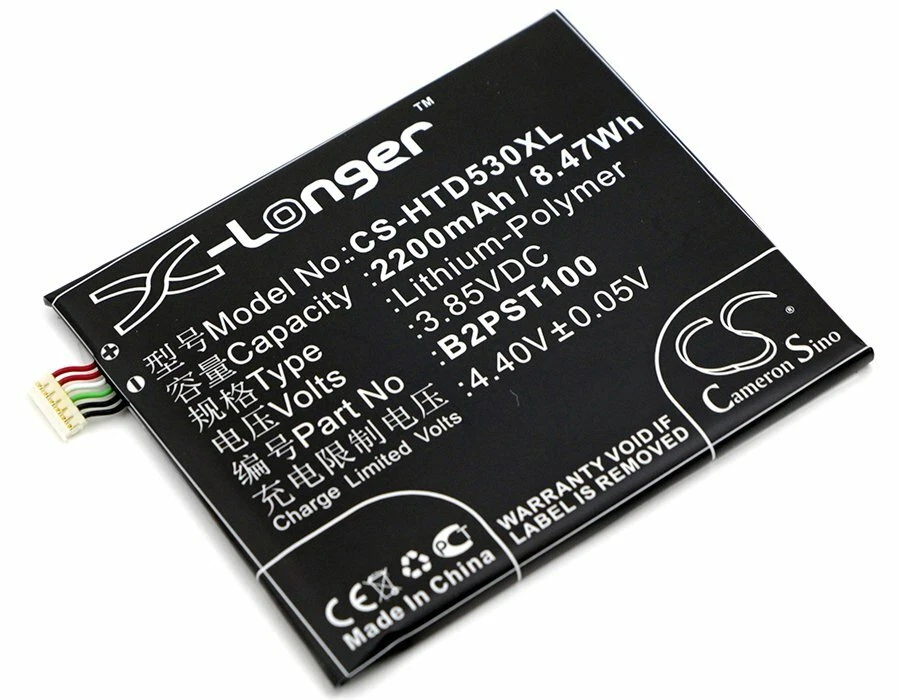 X-Longer™
型号Model No.:CS-HTD530XL
容量Capacity :2200mAh / 8.47Wh
规格Type :Lithium-Polymer
电压Volts :3.85VDC
编号Part No :B2PST100
充电限制电压 :4.40V±0.05V
Charge Limited Volts
+
-
CS
Cameron Sino
WARRANTY VOID IF
LABEL IS REMOVED
CE PCT
Made In China